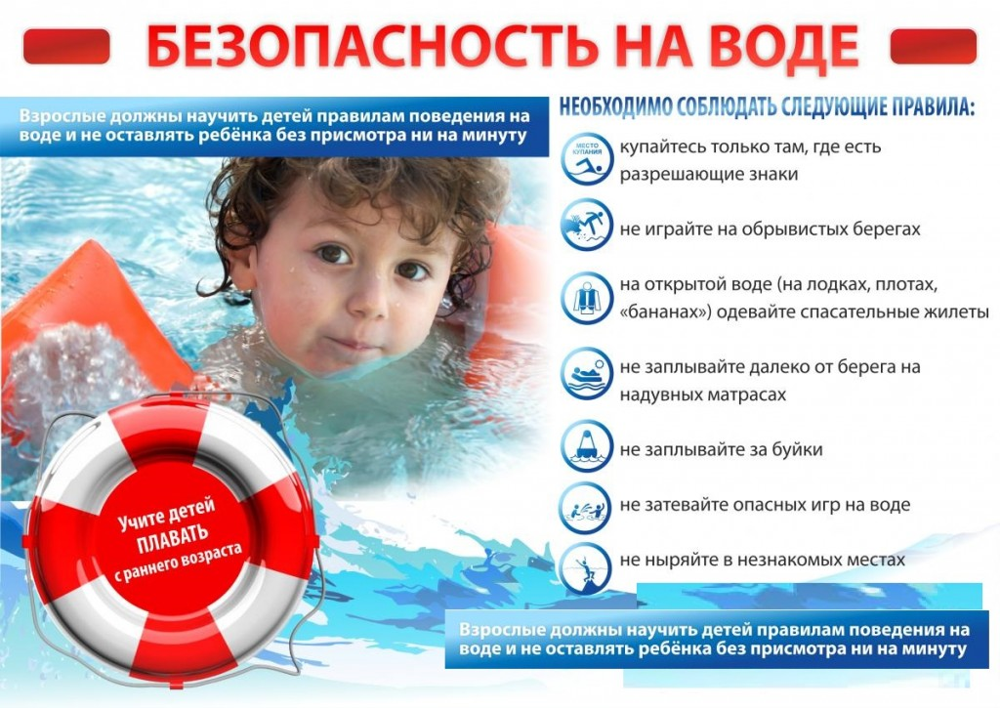 БЕЗОПАСНОСТЬ НА ВОДЕ
Взрослые должны научить детей правилам поведения на
воде и не оставлять ребёнка без присмотра ни на минуту
НЕОБХОДИМО СОБЛЮДАТЬ СЛЕДУЮЩИЕ ПРАВИЛА:
МЕСТО
КУПАНИЯ
купайтесь только там, где есть
разрешающие знаки
не играйте на обрывистых берегах
на открытой воде (на лодках, плотах,
«бананах») одевайте спасательные жилеты
не заплывайте далеко от берега на
надувных матрасах
не заплывайте за буйки
не затевайте опасных игр на воде
не ныряйте в незнакомых местах
Учите детей
ПЛАВАТЬ
с раннего возраста
Взрослые должны научить детей правилам поведения на
воде и не оставлять ребёнка без присмотра ни на минуту